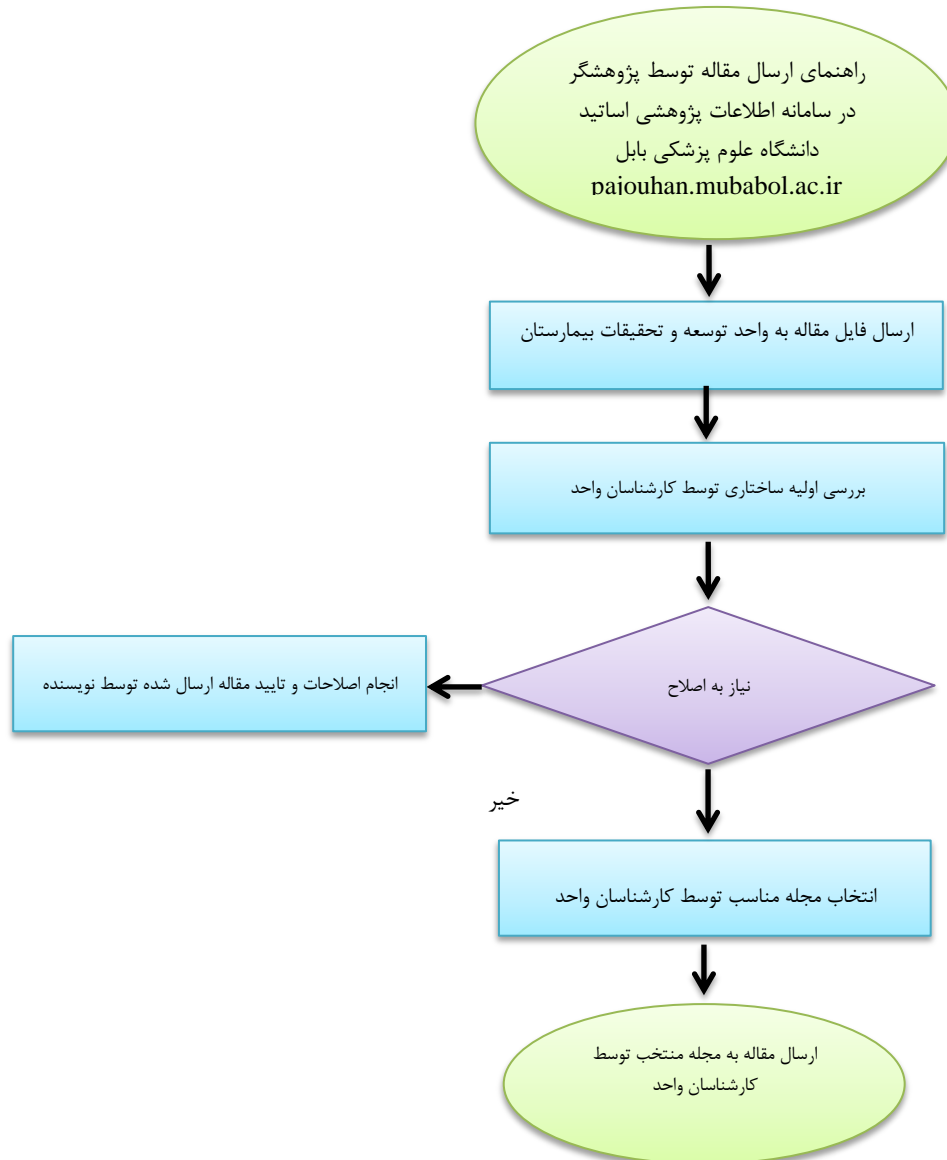 راهنمای ارسال مقاله توسط پژوهشگر
در سامانه اطلاعات پژوهشی اساتید
دانشگاه علوم پزشکی بابل
pajouhan.mubabol.ac.ir
ارسال فایل مقاله به واحد توسعه و تحقیقات بیمارستان
بررسی اولیه ساختاری توسط کارشناسان واحد
نیاز به اصلاح
انجام اصلاحات و تایید مقاله ارسال شده توسط نویسنده
خیر
انتخاب مجله مناسب توسط کارشناسان واحد
ارسال مقاله به مجله منتخب توسط
کارشناسان واحد